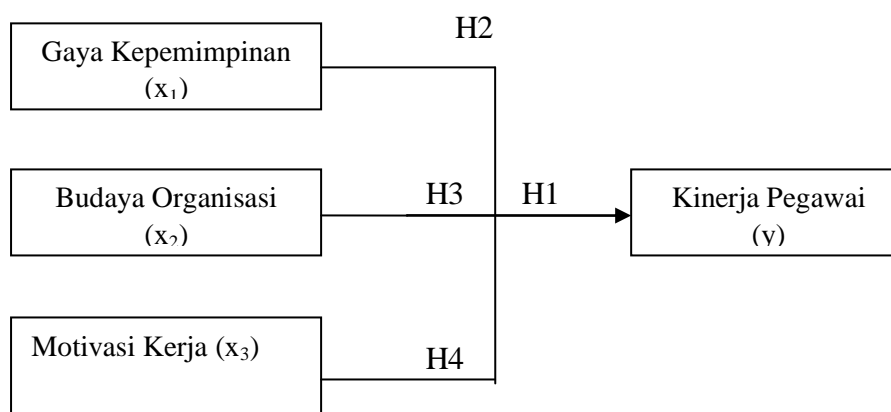 H2
Gaya Kepemimpinan
(x₁)
Budaya Organisasi
(x₂)
H3
H1
Kinerja Pegawai
(y)
Motivasi Kerja (x₃)
H4